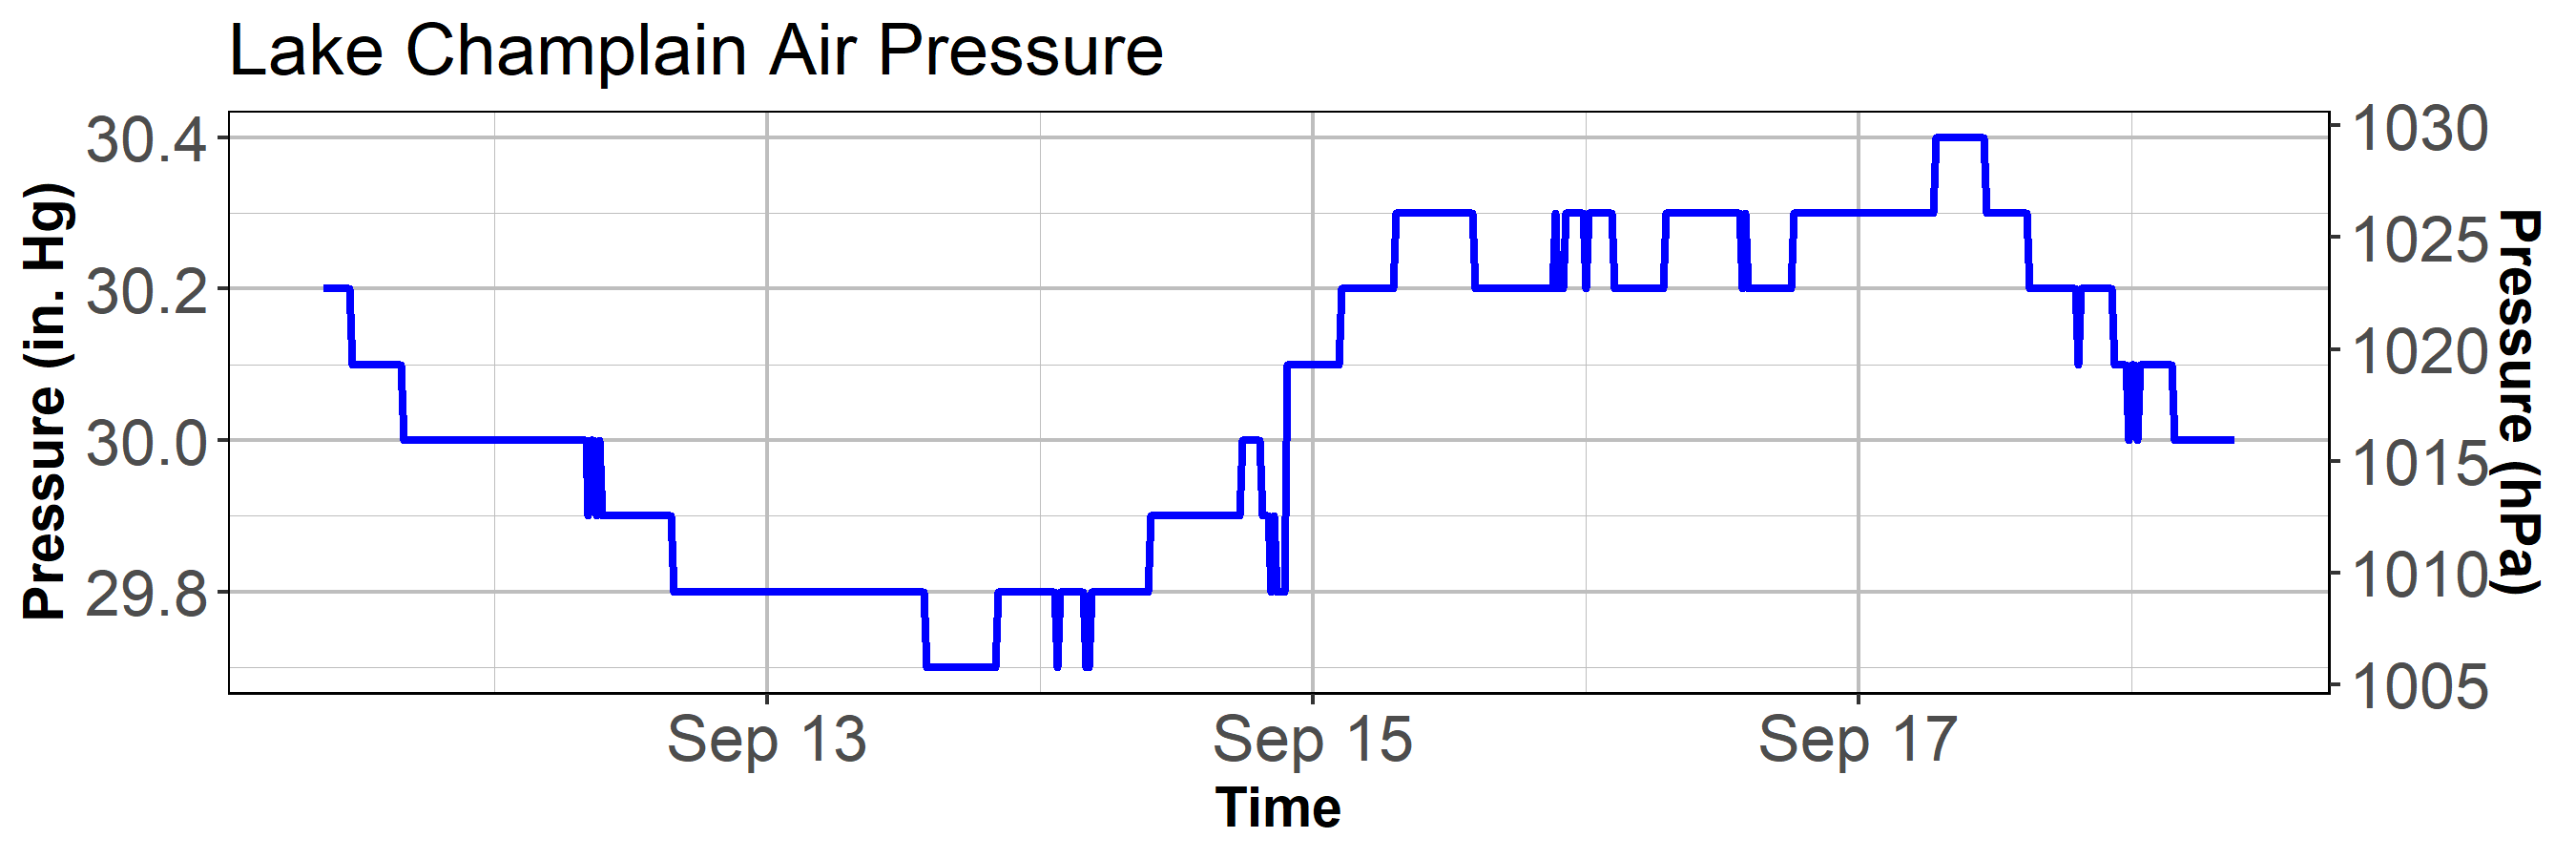 Lake Champlain Air Pressure
Pressure (in. Hg)
30.4
30.2
30.0
29.8
1030
1025
1020
1015
1010
1005
Pressure (hPa)
Sep 13 Sep 15 Sep 17
Time